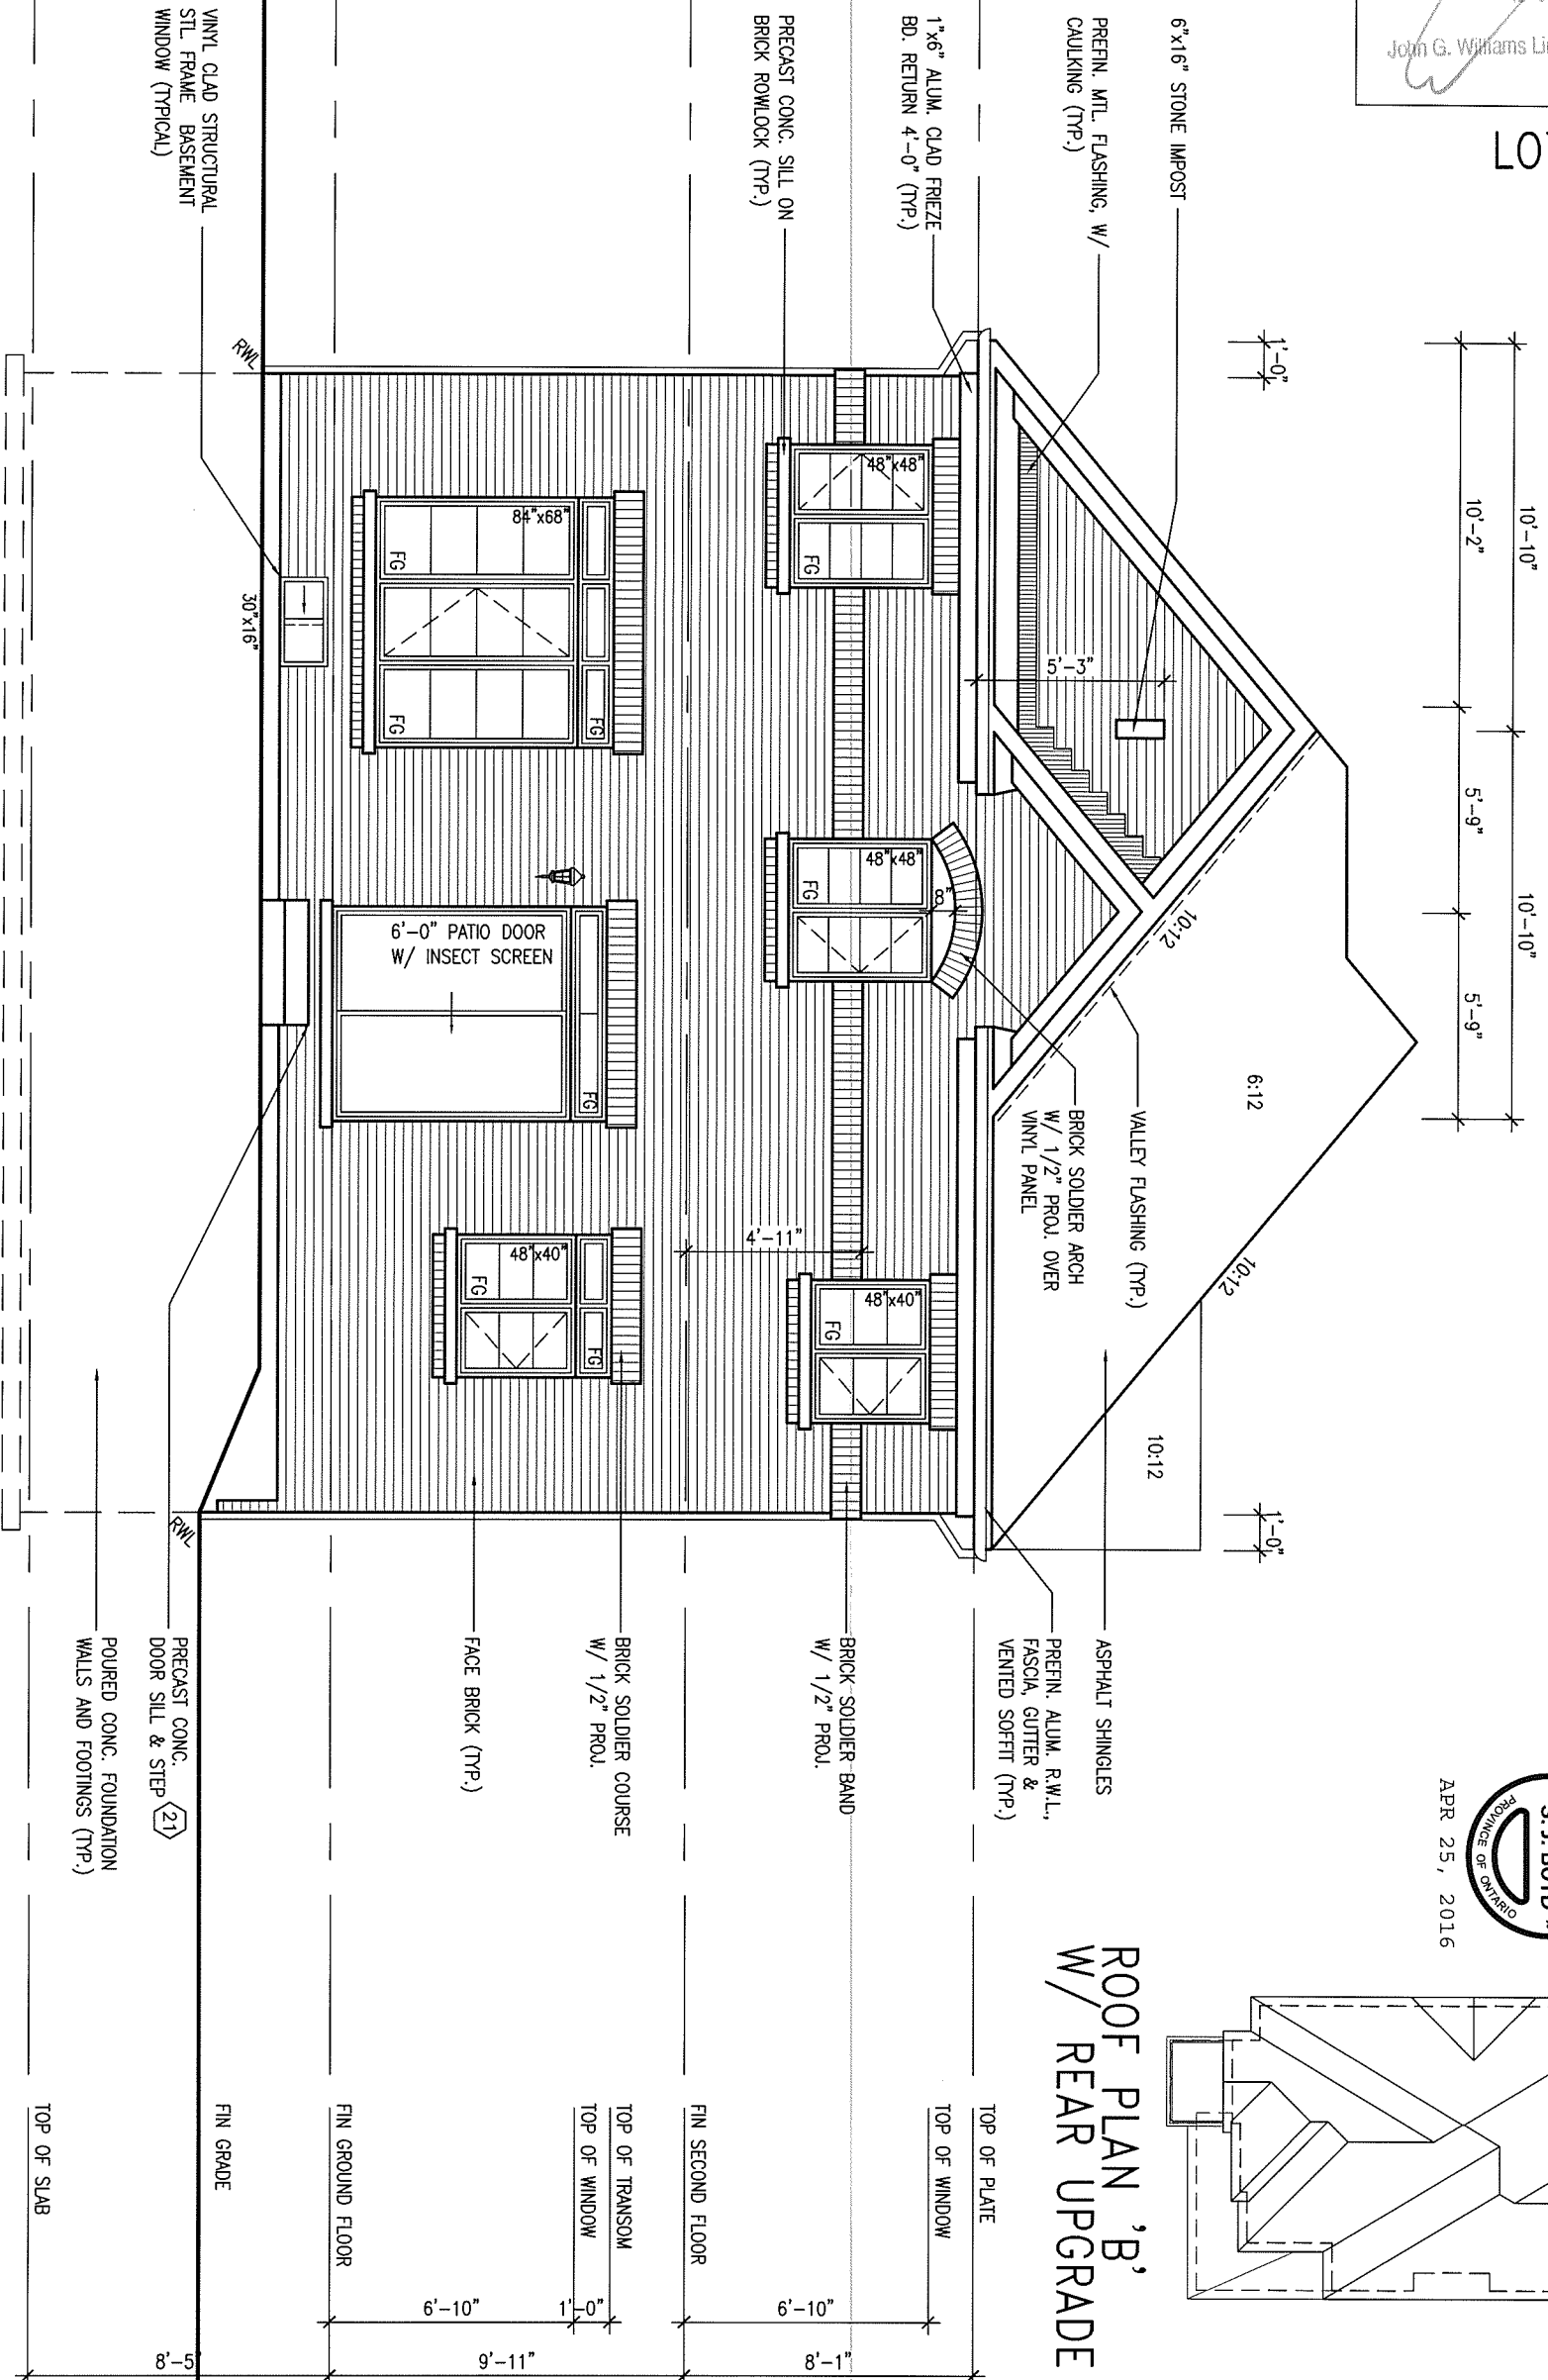 John G. Williams
6"x16" STONE IMPOST
PREFIN. MTL. FLASHING, W/
CAULKING (TYP.)
1"x6" ALUM. CLAD FRIEZE
BD. RETURN 4'-0" (TYP.)
PRECAST CONC. SILL ON
BRICK ROWLOCK (TYP.)
VINYL CLAD STRUCTURAL
STL. FRAME BASEMENT
WINDOW (TYPICAL)
10'-10"
10'-10"
10'-2"
5'-9"
5'-9"
1'-0"
1'-0"
5'-3"
10:12
6:12
10:12
10:12
VALLEY FLASHING (TYP.)
BRICK SOLDIER ARCH
W/ 1/2" PROJ. OVER
VINYL PANEL
48"x48"
FG
48"x48"
8"
FG
48"x40"
FG
4'-11"
84"x68"
FG
FG
FG
6'-0" PATIO DOOR
W/ INSECT SCREEN
FG
48"x40"
FG
FG
30"x16"
RWL
RWL
ASPHALT SHINGLES
PREFIN. ALUM. R.W.L.,
FASCIA, GUTTER &
VENTED SOFFIT (TYP.)
BRICK SOLDIER BAND
W/ 1/2" PROJ.
BRICK SOLDIER COURSE
W/ 1/2" PROJ.
FACE BRICK (TYP.)
PRECAST CONC.
DOOR SILL & STEP 21
POURED CONC. FOUNDATION
WALLS AND FOOTINGS (TYP.)
PROVINCE OF ONTARIO
APR 25, 2016
ROOF PLAN 'B'
W/ REAR UPGRADE
TOP OF PLATE
TOP OF WINDOW
FIN SECOND FLOOR
TOP OF TRANSOM
TOP OF WINDOW
FIN GROUND FLOOR
FIN GRADE
TOP OF SLAB
6'-10"
1'-0"
6'-10"
8'-1"
9'-11"
8'-5